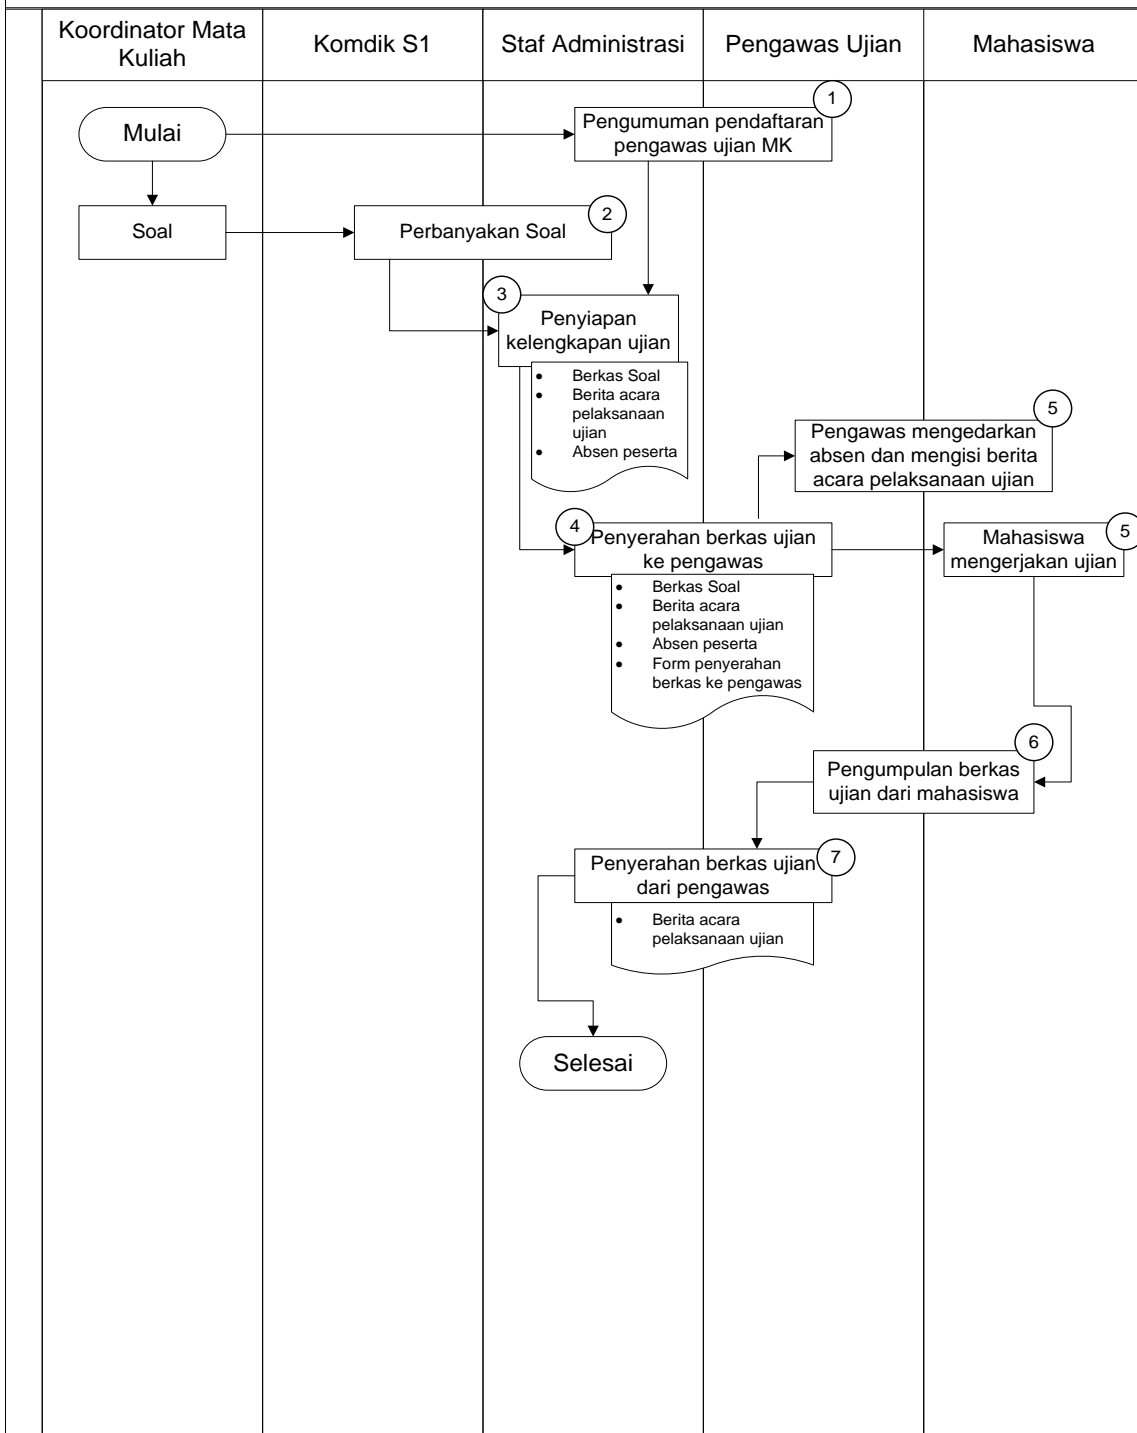 Koordinator Mata
Kuliah
Komdik S1
Staf Administrasi
Pengawas Ujian
Mahasiswa
Mulai
1
Pengumuman pendaftaran
pengawas ujian MK
Soal
2
Perbanyakan Soal
3
Penyiapan
kelengkapan ujian
• Berkas Soal
• Berita acara
pelaksanaan
ujian
• Absen peserta
5
Pengawas mengedarkan
absen dan mengisi berita
acara pelaksanaan ujian
4
Penyerahan berkas ujian
ke pengawas
5
Mahasiswa
mengerjakan ujian
• Berkas Soal
• Berita acara
pelaksanaan ujian
• Absen peserta
• Form penyerahan
berkas ke pengawas
6
Pengumpulan berkas
ujian dari mahasiswa
7
Penyerahan berkas ujian
dari pengawas
• Berita acara
pelaksanaan ujian
Selesai